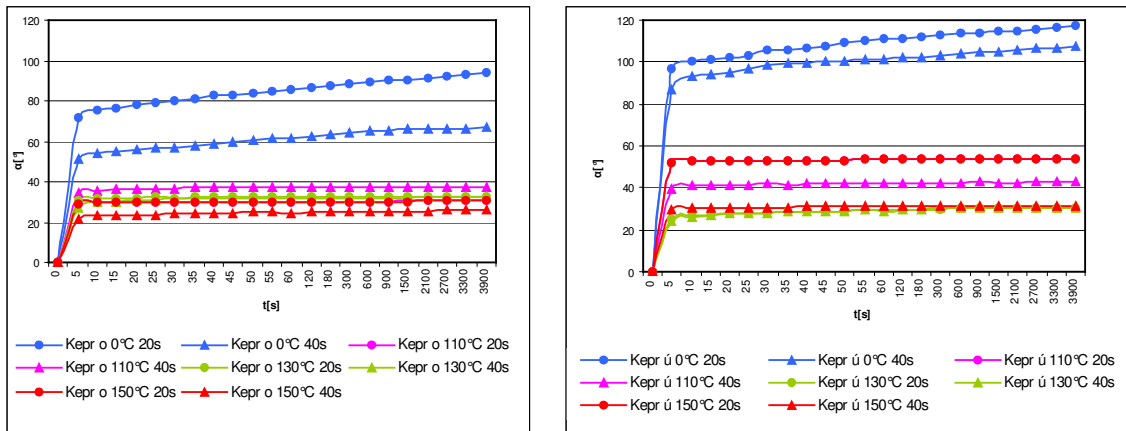 120
100
80
60
40
20
0
α[°]
0 5 10 15 20 25 30 35 40 45 50 55 60 120 180 300 600 900 1500 2100 2700 3300 3900
t[s]
Kepr o 0°C 20s Kepr o 0°C 40s Kepr o 110°C 20s
Kepr o 110°C 40s Kepr o 130°C 20s Kepr o 130°C 40s
Kepr o 150°C 20s Kepr o 150°C 40s
120
100
80
60
40
20
0
α[°]
0 5 10 15 20 25 30 35 40 45 50 55 60 120 180 300 600 900 1500 2100 2700 3300 3900
t[s]
Kepr ú 0°C 20s Kepr ú 0°C 40s Kepr ú 110°C 20s
Kepr ú 110°C 40s Kepr ú 130°C 20s Kepr ú 130°C 40s
Kepr ú 150°C 20s Kepr ú 150°C 40s